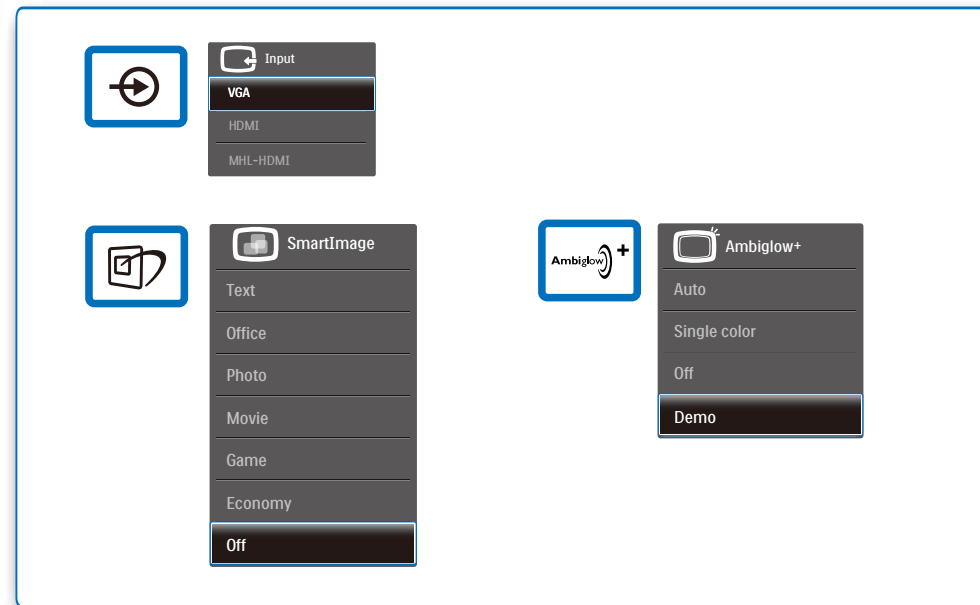 Input
VGA
HDMI
MHL-HDMI
SmartImage
Text
Office
Photo
Movie
Game
Economy
Off
Ambiglow +
Ambiglow+
Auto
Single color
Off
Demo